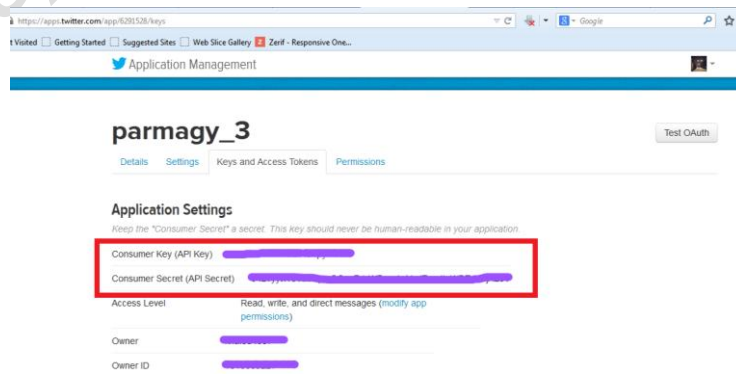 https://apps.twitter.com/app/6291528/keys
Google
t Visited Getting Started Suggested Sites Web Slice Gallery Zerif - Responsive One...
Application Management
parmagy_3
Test OAuth
Details Settings Keys and Access Tokens Permissions
Application Settings
Keep the "Consumer Secret" a secret. This key should never be human-readable in your application.
Consumer Key (API Key)
Consumer Secret (API Secret)
Access Level Read, write, and direct messages (modify app
permissions)
Owner
Owner ID